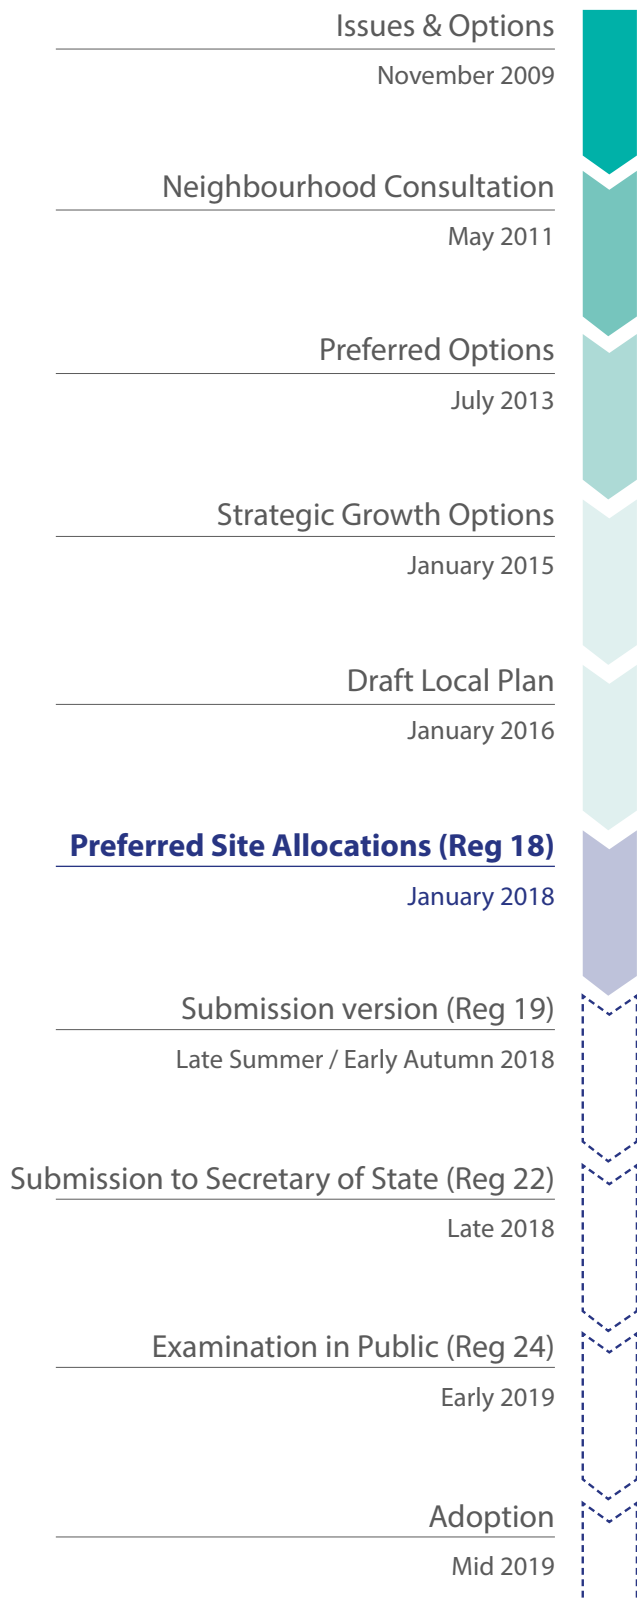 Issues & Options
November 2009
Neighbourhood Consultation
May 2011
Preferred Options
July 2013
Strategic Growth Options
January 2015
Draft Local Plan
January 2016
Preferred Site Allocations (Reg 18)
January 2018
Submission version (Reg 19)
Late Summer / Early Autumn 2018
Submission to Secretary of State (Reg 22)
Late 2018
Examination in Public (Reg 24)
Early 2019
Adoption
Mid 2019